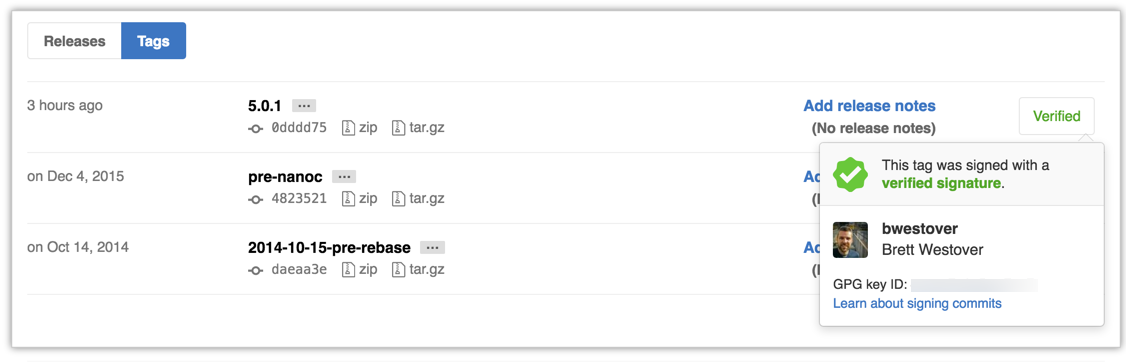 Releases Tags
3 hours ago 5.0.1 ... Add release notes Verified
0dddd75 zip tar.gz (No release notes)
This tag was signed with a
verified signature.
on Dec 4, 2015 pre-nanoc ... Ad
4823521 zip tar.gz
bwestover
Brett Westover
on Oct 14, 2014 2014-10-15-pre-rebase ... Ad
daeaa3e zip tar.gz
GPG key ID:
Learn about signing commits